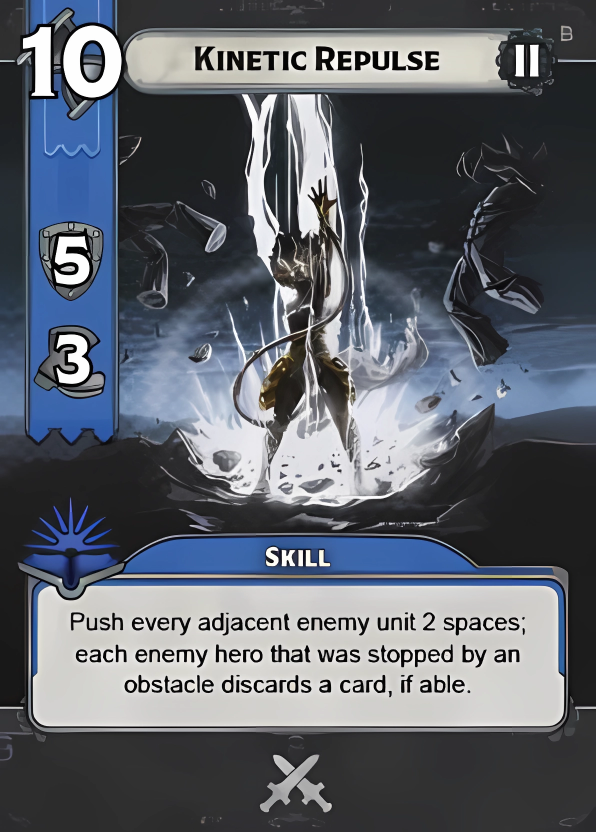 10
KINETIC REPULSE
II
B
5
3
SKILL
Push every adjacent enemy unit 2 spaces;
each enemy hero that was stopped by an
obstacle discards a card, if able.